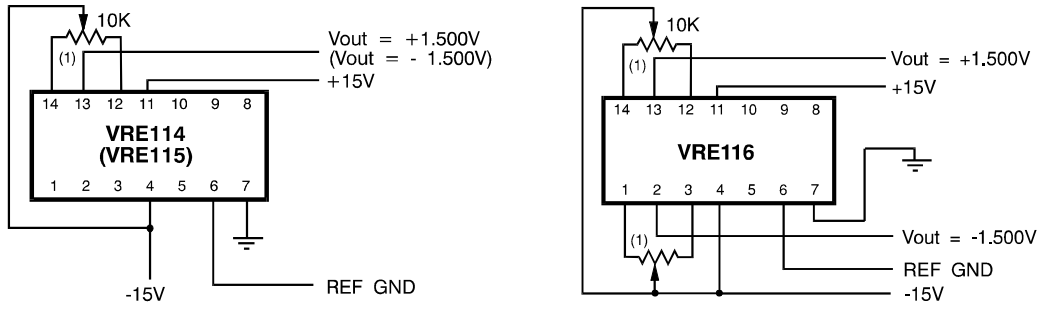 10K
(1)
Vout = +1.500V
(Vout = - 1.500V)
+15V
14 13 12 11 10 9 8
VRE114
(VRE115)
1 2 3 4 5 6 7
-15V
REF GND
10K
(1)
Vout = +1.500V
+15V
14 13 12 11 10 9 8
VRE116
1 2 3 4 5 6 7
(1)
Vout = -1.500V
REF GND
-15V